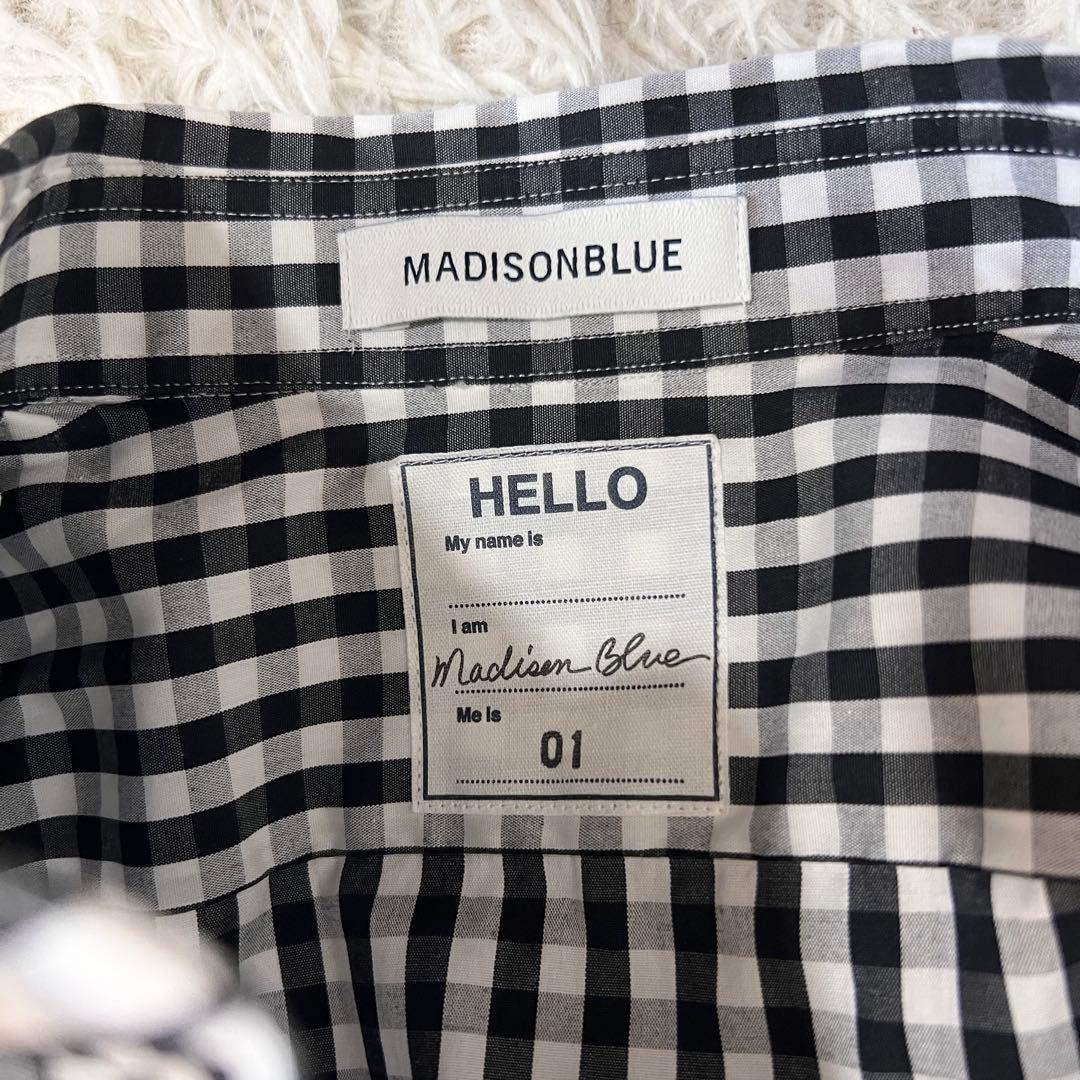 MADISONBLUE
HELLO
My name is
I am
Madison Blue
Me is
01